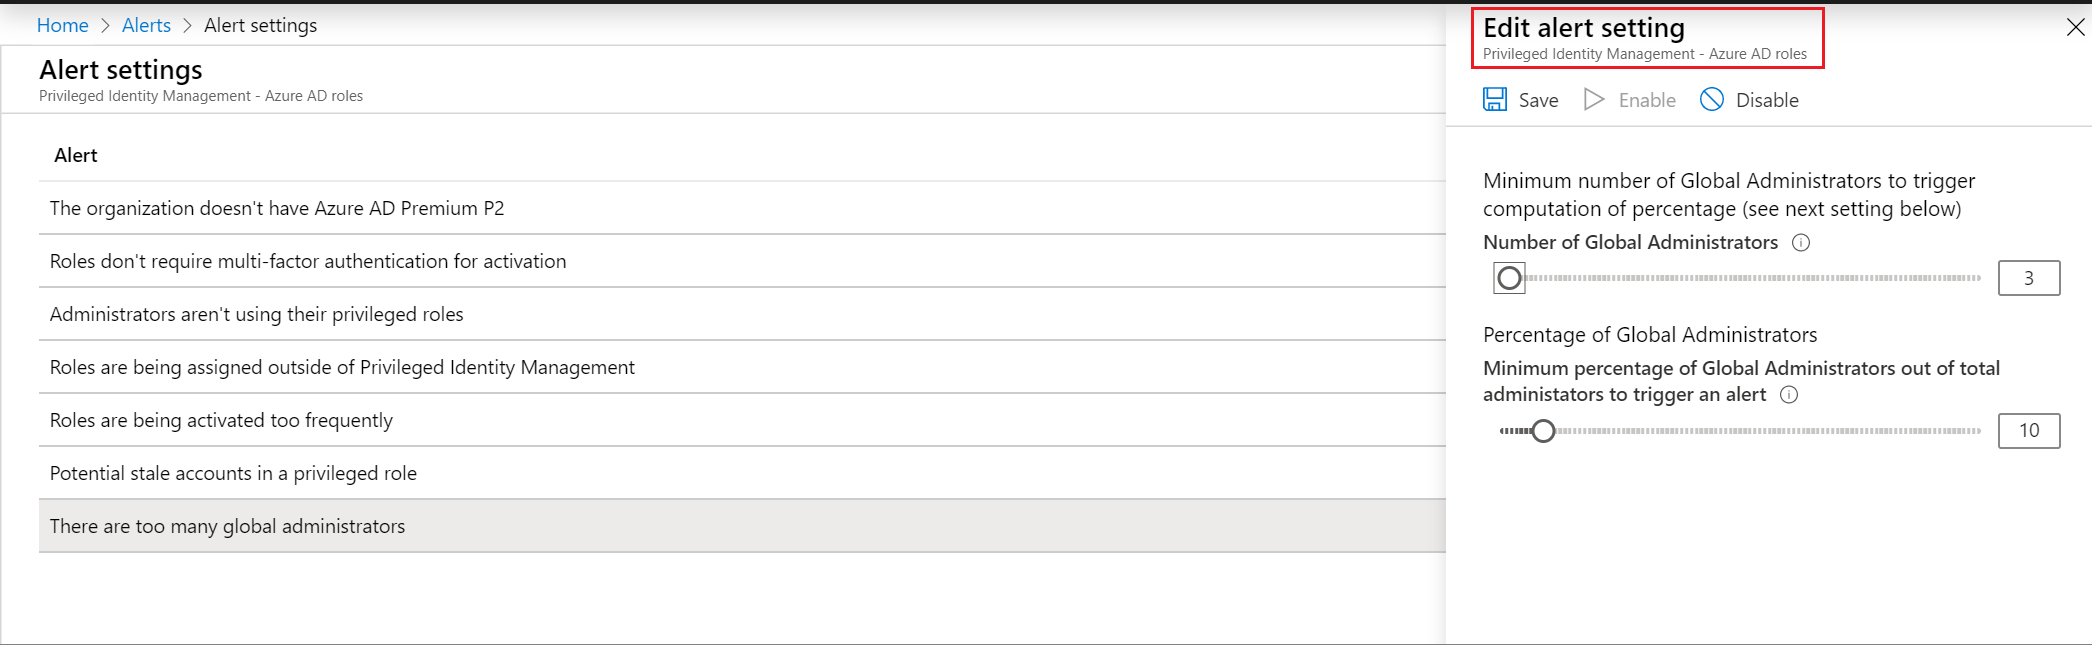 Home > Alerts > Alert settings
Alert settings
Privileged Identity Management - Azure AD roles
Alert
The organization doesn't have Azure AD Premium P2
Roles don't require multi-factor authentication for activation
Administrators aren't using their privileged roles
Roles are being assigned outside of Privileged Identity Management
Roles are being activated too frequently
Potential stale accounts in a privileged role
There are too many global administrators
Edit alert setting
Privileged Identity Management - Azure AD roles
Save Enable Disable
Minimum number of Global Administrators to trigger
computation of percentage (see next setting below)
Number of Global Administrators
3
Percentage of Global Administrators
Minimum percentage of Global Administrators out of total
administators to trigger an alert
10